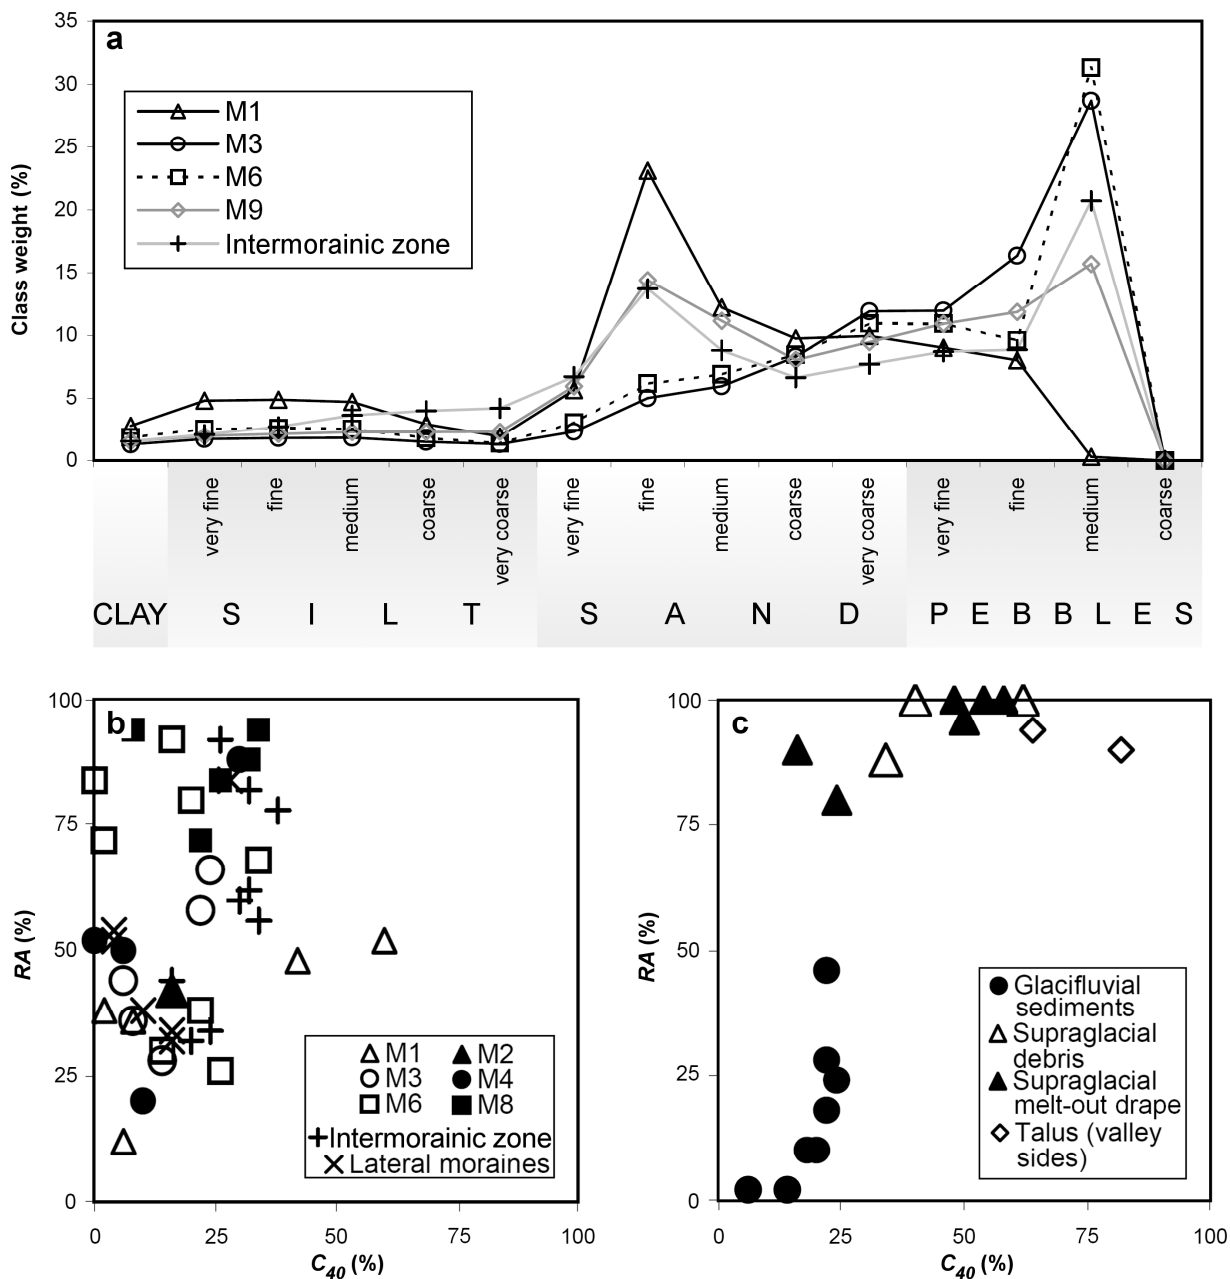 a
35
30
25
20
15
10
5
0
Class weight (%)
M1
M3
M6
M9
Intermorainic zone
very fine
fine
medium
coarse
very coarse
very fine
fine
medium
coarse
very coarse
very fine
fine
medium
coarse
CLAY S I L T S A N D P E B B L E S
b
100
75
50
25
0
RA (%)
0 25 50 75 100
C40 (%)
M1 M2
M3 M4
M6 M8
Intermorainic zone
Lateral moraines
c
100
75
50
25
0
RA (%)
0 25 50 75 100
C40 (%)
Glacifluvial
sediments
Supraglacial
debris
Supraglacial
melt-out drape
Talus (valley
sides)